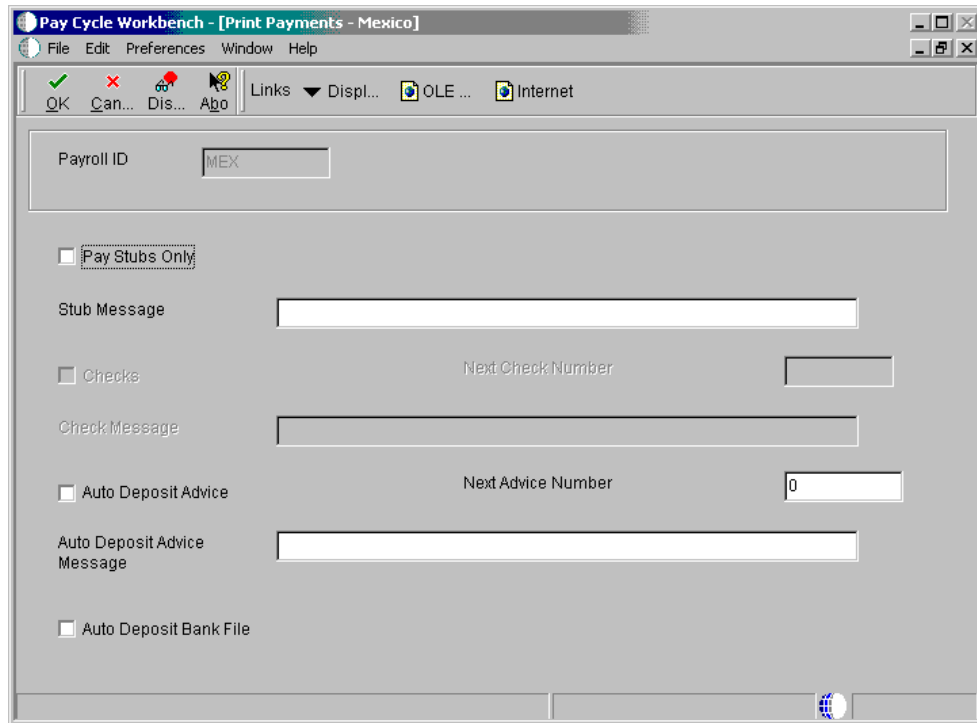 Pay Cycle Workbench - [Print Payments - Mexico]
File Edit Preferences Window Help
OK Can... Dis... Abo Links Displ... OLE ... Internet
Payroll ID MEX
Pay Stubs Only
Stub Message
Checks Next Check Number
Check Message
Auto Deposit Advice Next Advice Number 0
Auto Deposit Advice
Message
Auto Deposit Bank File